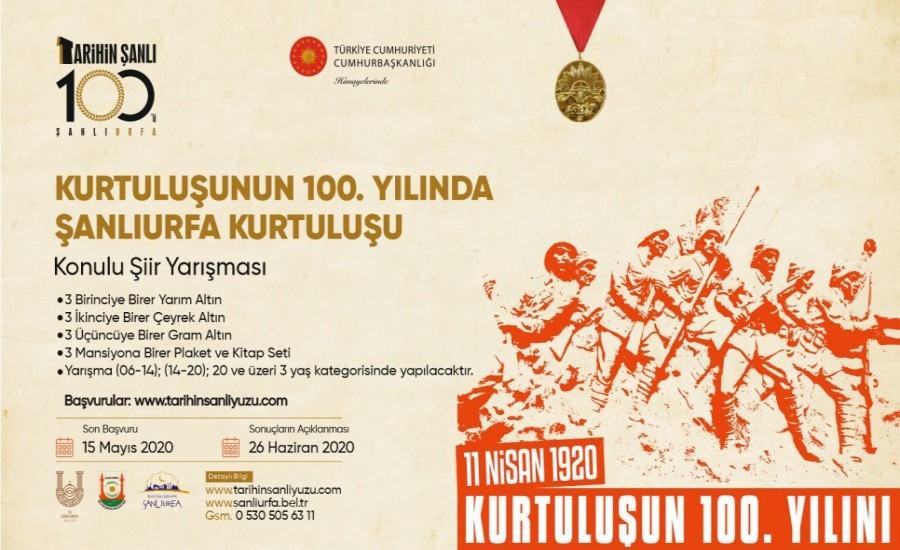 TARİHİN ŞANLI
100'ü
ŞANLIURFA
TÜRKİYE CUMHURİYETİ
CUMHURBAŞKANLIĞI
Himayelerinde
KURTULUŞUNUN 100. YILINDA
ŞANLIURFA KURTULUŞU
Konulu Şiir Yarışması
• 3 Birinciye Birer Yarım Altın
• 3 İkinciye Birer Çeyrek Altın
• 3 Üçüncüye Birer Gram Altın
• 3 Mansiyona Birer Plaket ve Kitap Seti
• Yarışma (06-14); (14-20); 20 ve üzeri 3 yaş kategorisinde yapılacaktır.
Başvurular: www.tarihinsanliyuzu.com
Son Başvuru
15 Mayıs 2020
Sonuçların Açıklanması
26 Haziran 2020
ŞANLIURFA
Detaylı Bilgi
www.tarihinsanliyuzu.com
www.sanliurfa.bel.tr
Gsm. 0 530 505 63 11
11 NİSAN 1920
KURTULUŞUN 100. YILINI